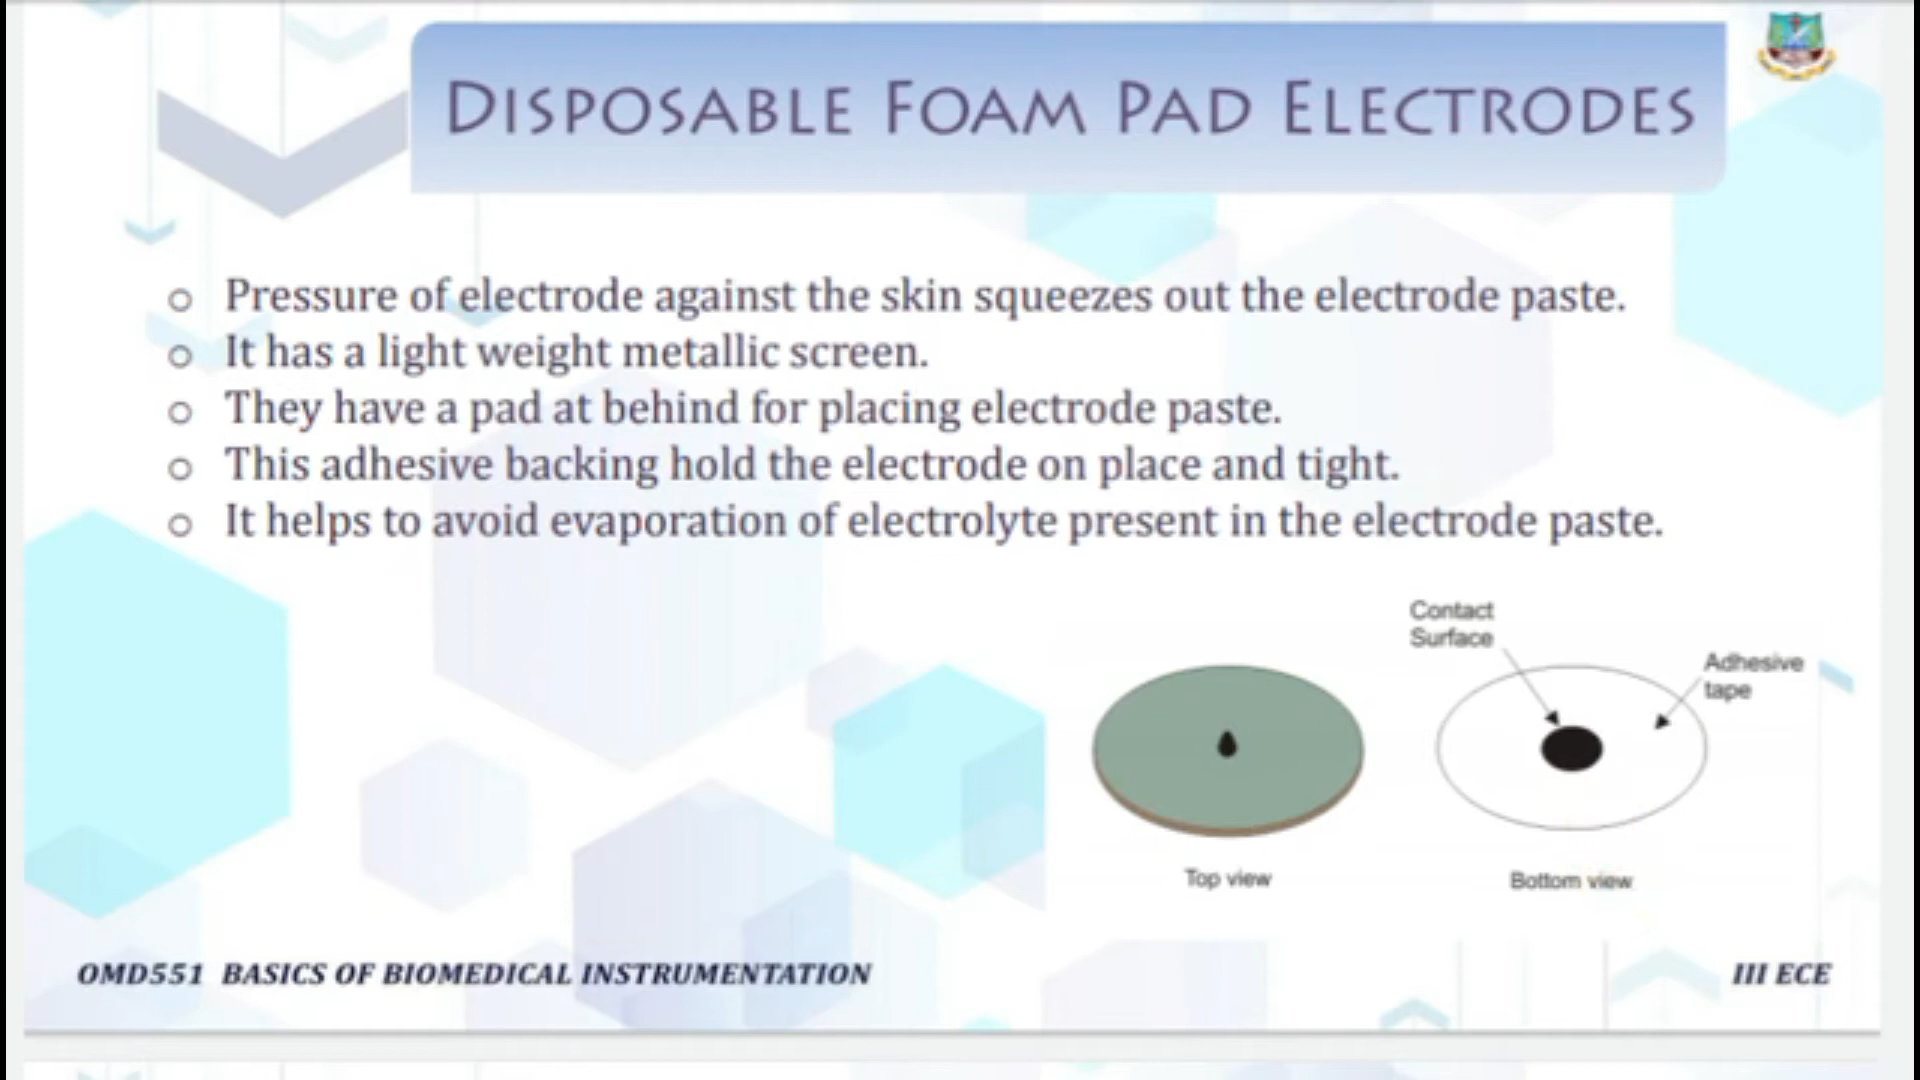 DISPOSABLE FOAM PAD ELECTRODES
o Pressure of electrode against the skin squeezes out the electrode paste.
o It has a light weight metallic screen.
o They have a pad at behind for placing electrode paste.
o This adhesive backing hold the electrode on place and tight.
o It helps to avoid evaporation of electrolyte present in the electrode paste.
Contact
Surface
Adhesive
tape
Top view
Bottom view
OMD551 BASICS OF BIOMEDICAL INSTRUMENTATION
III ECE